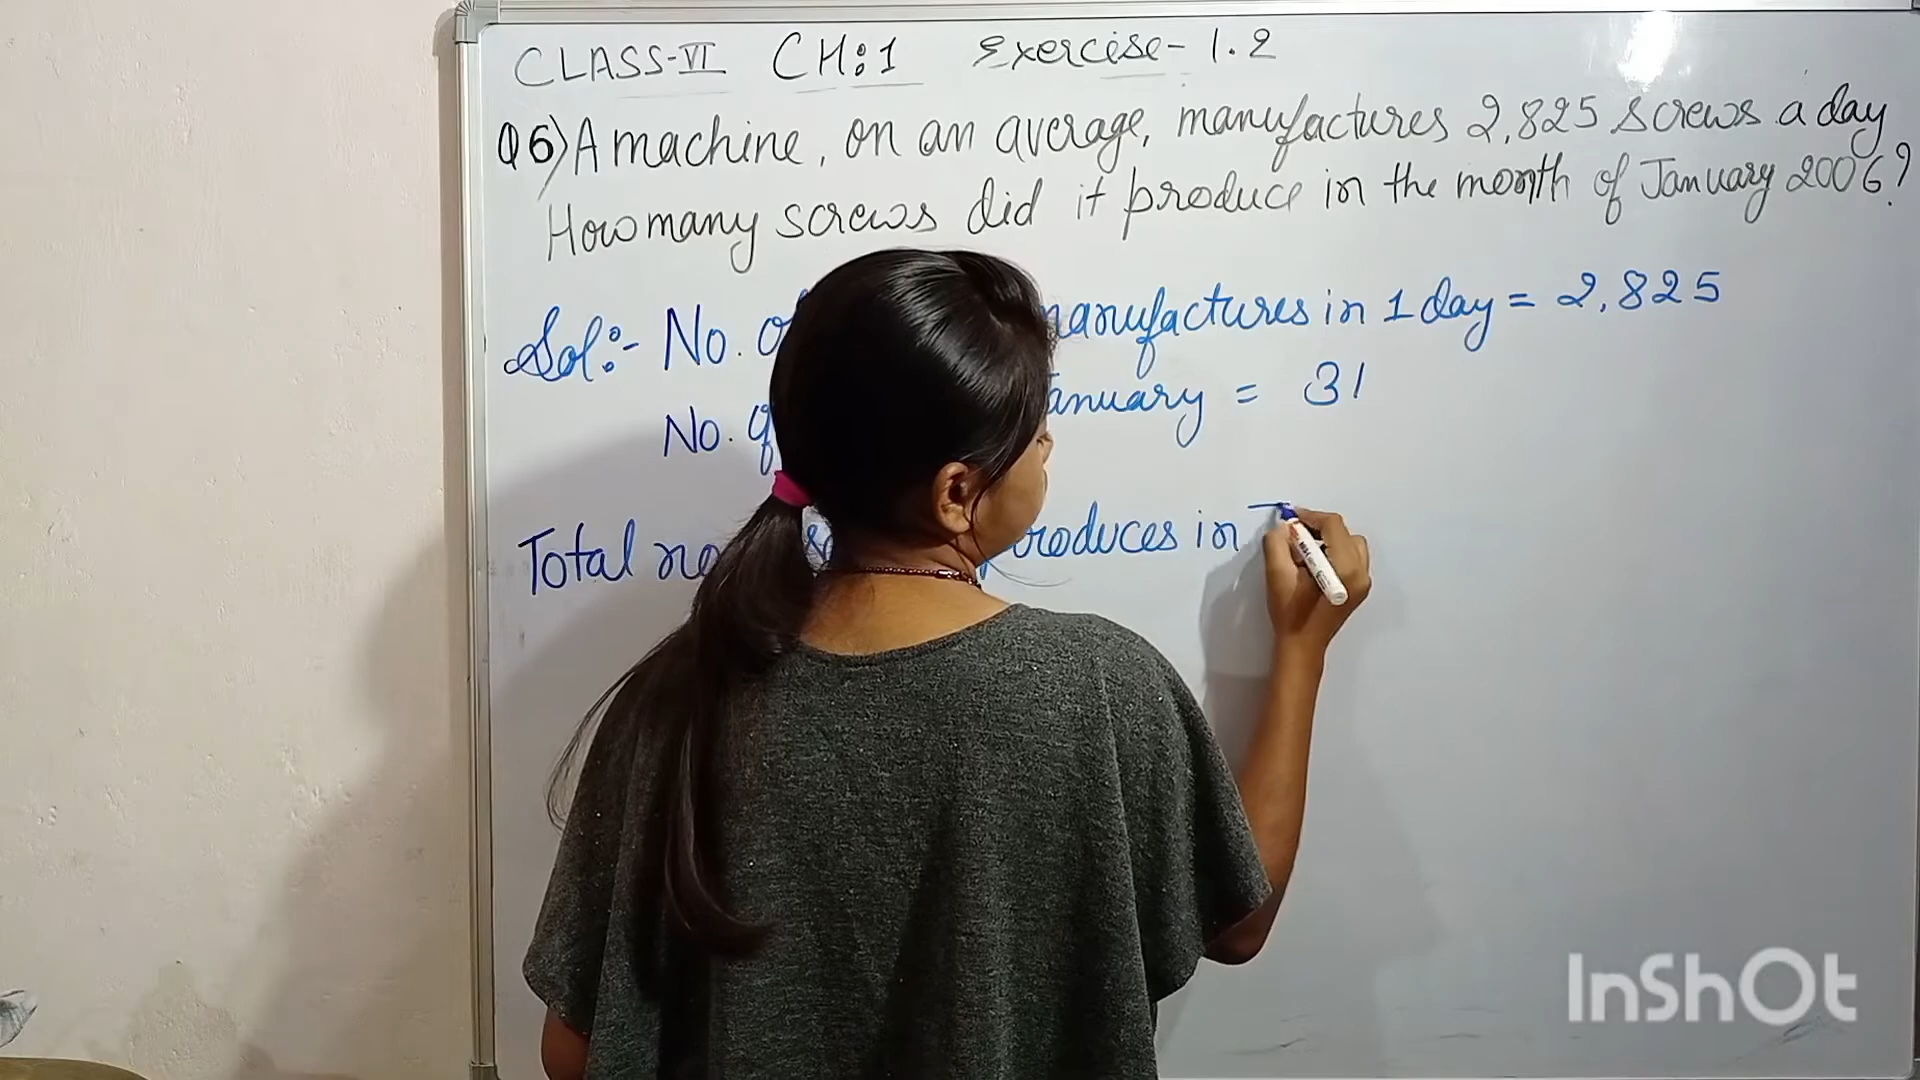 CLASS-VI CH:1 Exercise- 1.2
Q6) A machine, on an average, manufactures 2,825 screws a day
How many screws did it produce in the month of January 2006?
Sol:- No. manufactures in 1 day = 2,825
No. January = 31
Total no produces in
InShOt